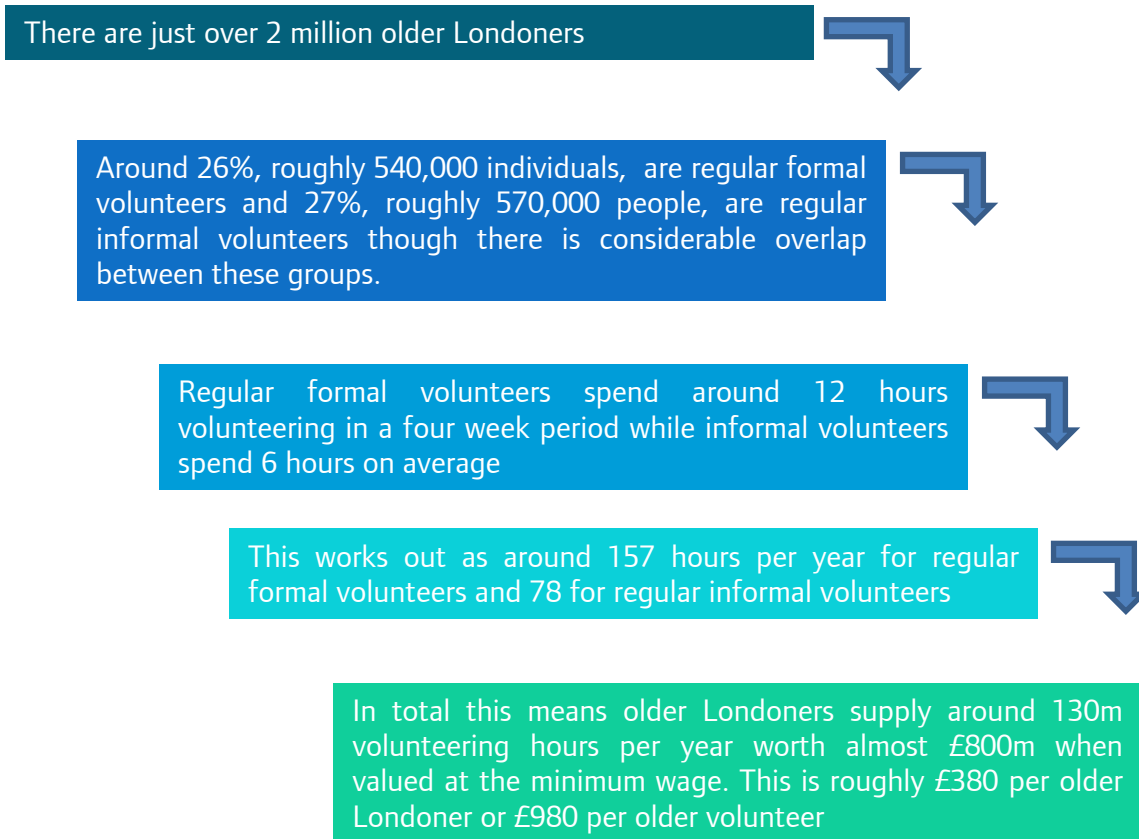 There are just over 2 million older Londoners
Around 26%, roughly 540,000 individuals, are regular formal
volunteers and 27%, roughly 570,000 people, are regular
informal volunteers though there is considerable overlap
between these groups.
Regular formal volunteers spend around 12 hours
volunteering in a four week period while informal volunteers
spend 6 hours on average
This works out as around 157 hours per year for regular
formal volunteers and 78 for regular informal volunteers
In total this means older Londoners supply around 130m
volunteering hours per year worth almost £800m when
valued at the minimum wage. This is roughly £380 per older
Londoner or £980 per older volunteer